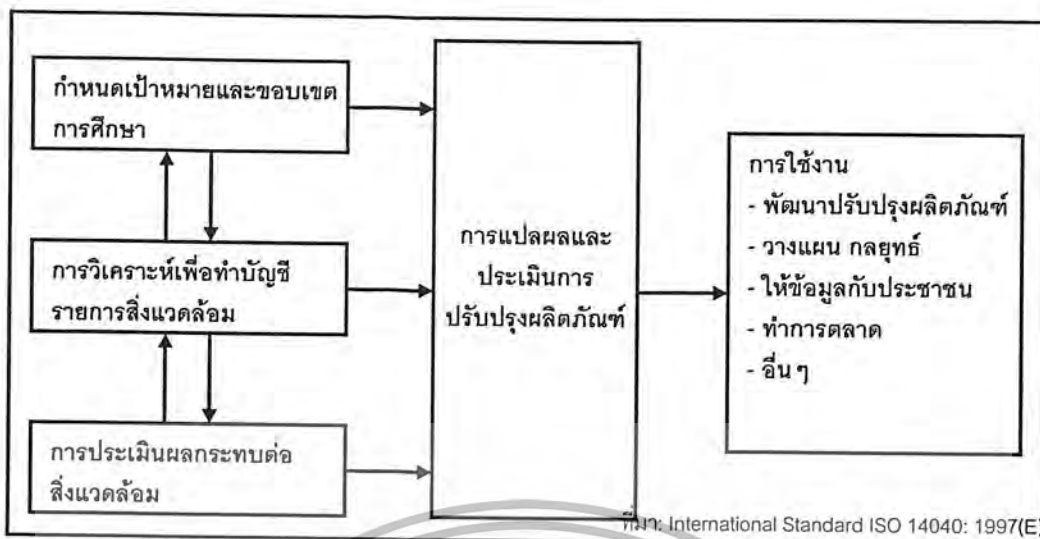 กำหนดเป้าหมายและขอบเขต
การศึกษา
การวิเคราะห์เพื่อทำบัญชี
รายการสิ่งแวดล้อม
การประเมินผลกระทบต่อ
สิ่งแวดล้อม
การแปลผลและ
ประเมินการ
ปรับปรุงผลิตภัณฑ์
การใช้งาน
- พัฒนาปรับปรุงผลิตภัณฑ์
- วางแผน กลยุทธ์
- ให้ข้อมูลกับประชาชน
- ทำการตลาด
- อื่น ๆ
ที่มา: International Standard ISO 14040: 1997(E)